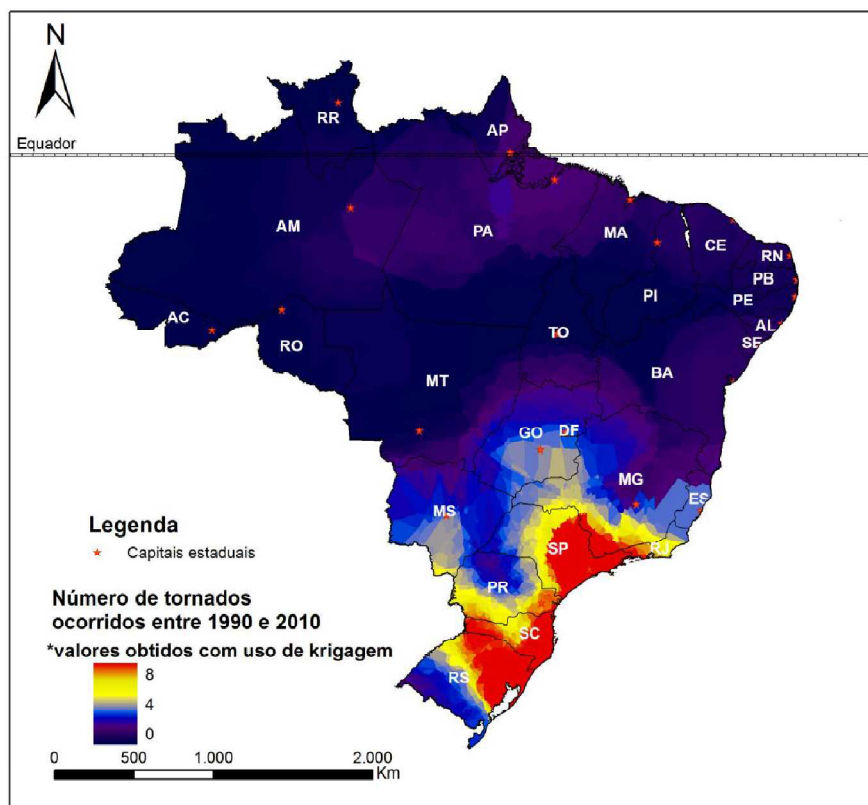 N
RR
AP
Equador
AM
PA
MA
CE
RN
PB
PI
PE
AC
AL
TO
SE
RO
BA
MT
GO
DF
MG
ES
MS
Legenda
SP
RJ
Capitais estaduais
PR
Número de tornados
ocorridos entre 1990 e 2010
SC
*valores obtidos com uso de krigagem
8
RS
4
0
0 500 1.000 2.000
Km